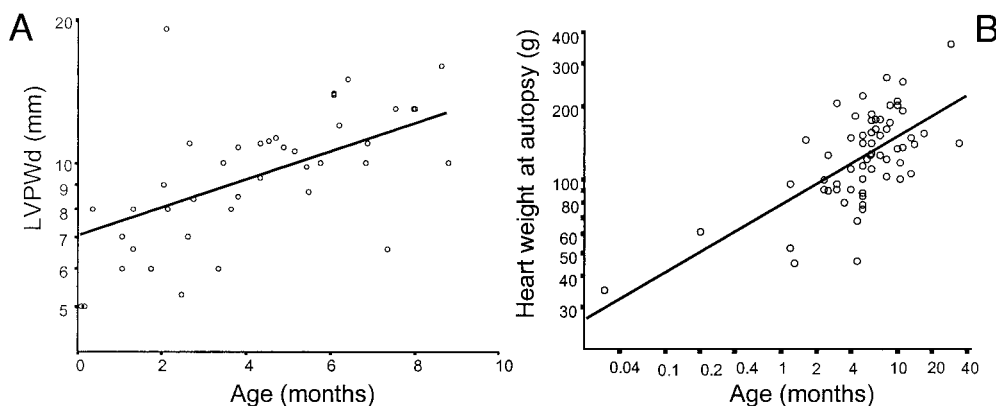 A
LVPWd (mm)
20
10
9
8
7
6
5
0 2 4 6 8 10
Age (months)
B
Heart weight at autopsy (g)
400
300
200
100
80
60
50
40
30
0.04 0.1 0.2 0.4 1 2 4 10 20 40
Age (months)